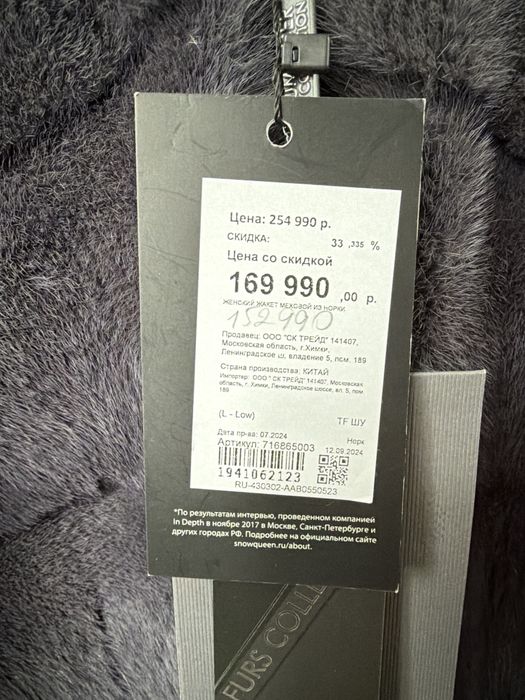 Цена: 254 990 р.
СКИДКА: 33 ,335 %
Цена со скидкой
169 990 ,00 р.
ЖЕНСКИЙ ЖАКЕТ МЕХОВОЙ ИЗ НОРКИ
152490
Продавец: ООО "СК ТРЕЙД" 141407,
Московская область, г.Химки,
Ленинградское ш, владение 5, пом. 189
Страна производства: КИТАЙ
Импортер: ООО " СК ТРЕЙД" 141407, Московская
область, г. Химки, Ленинградское шоссе, вл. 5, пом.
189
(L - Low) TF ШУ
Дата пр-ва: 07.2024 Норк
Артикул: 716865003 12.09.2024
1941062123
RU-430302-AAB0550523
*По результатам интервью, проведенном компанией
In Depth в ноябре 2017 в Москве, Санкт-Петербурге и
других городах РФ. Подробнее на официальном сайте
snowqueen.ru/about.
FURS COLLE